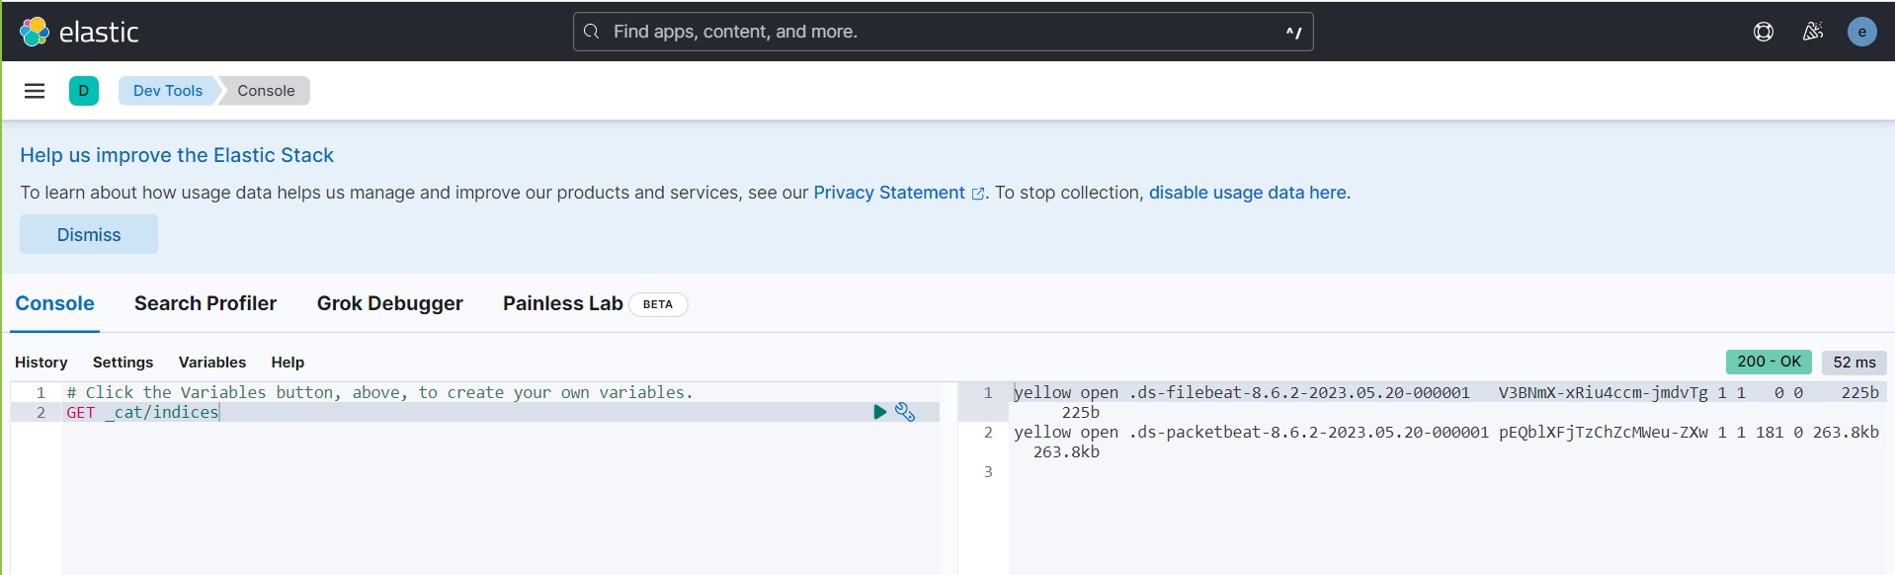 elastic
Find apps, content, and more.
^/
e
D
Dev Tools
Console
Help us improve the Elastic Stack
To learn about how usage data helps us manage and improve our products and services, see our Privacy Statement. To stop collection, disable usage data here.
Dismiss
Console
Search Profiler
Grok Debugger
Painless Lab
BETA
History
Settings
Variables
Help
200 - OK
52 ms
1 # Click the Variables button, above, to create your own variables.
2 GET _cat/indices
1 yellow open .ds-filebeat-8.6.2-2023.05.20-000001 V3BNmX-xRiu4ccm-jmdvTg 1 1 0 0 225b
225b
2 yellow open .ds-packetbeat-8.6.2-2023.05.20-000001 pEQblXFjTzChZcMWeu-ZXw 1 1 181 0 263.8kb
263.8kb
3